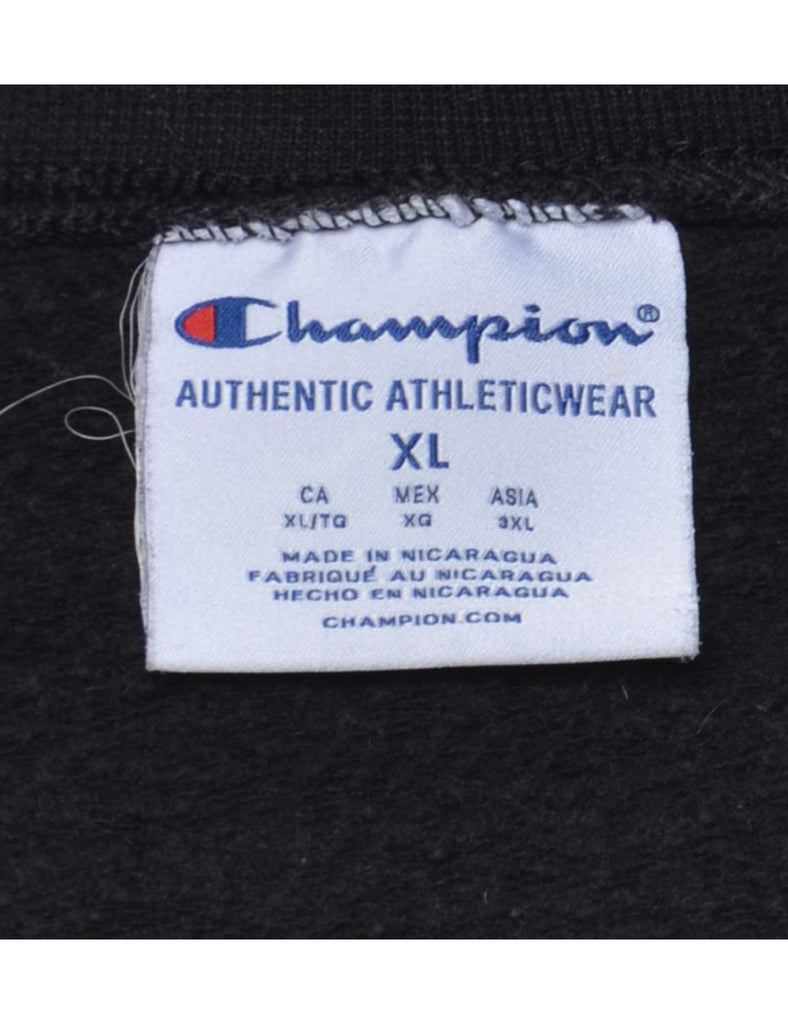 Champion®
AUTHENTIC ATHLETICWEAR
XL
CA MEX ASIA
XL/TG XG 3XL
MADE IN NICARAGUA
FABRIQUÉ AU NICARAGUA
HECHO EN NICARAGUA
CHAMPION.COM